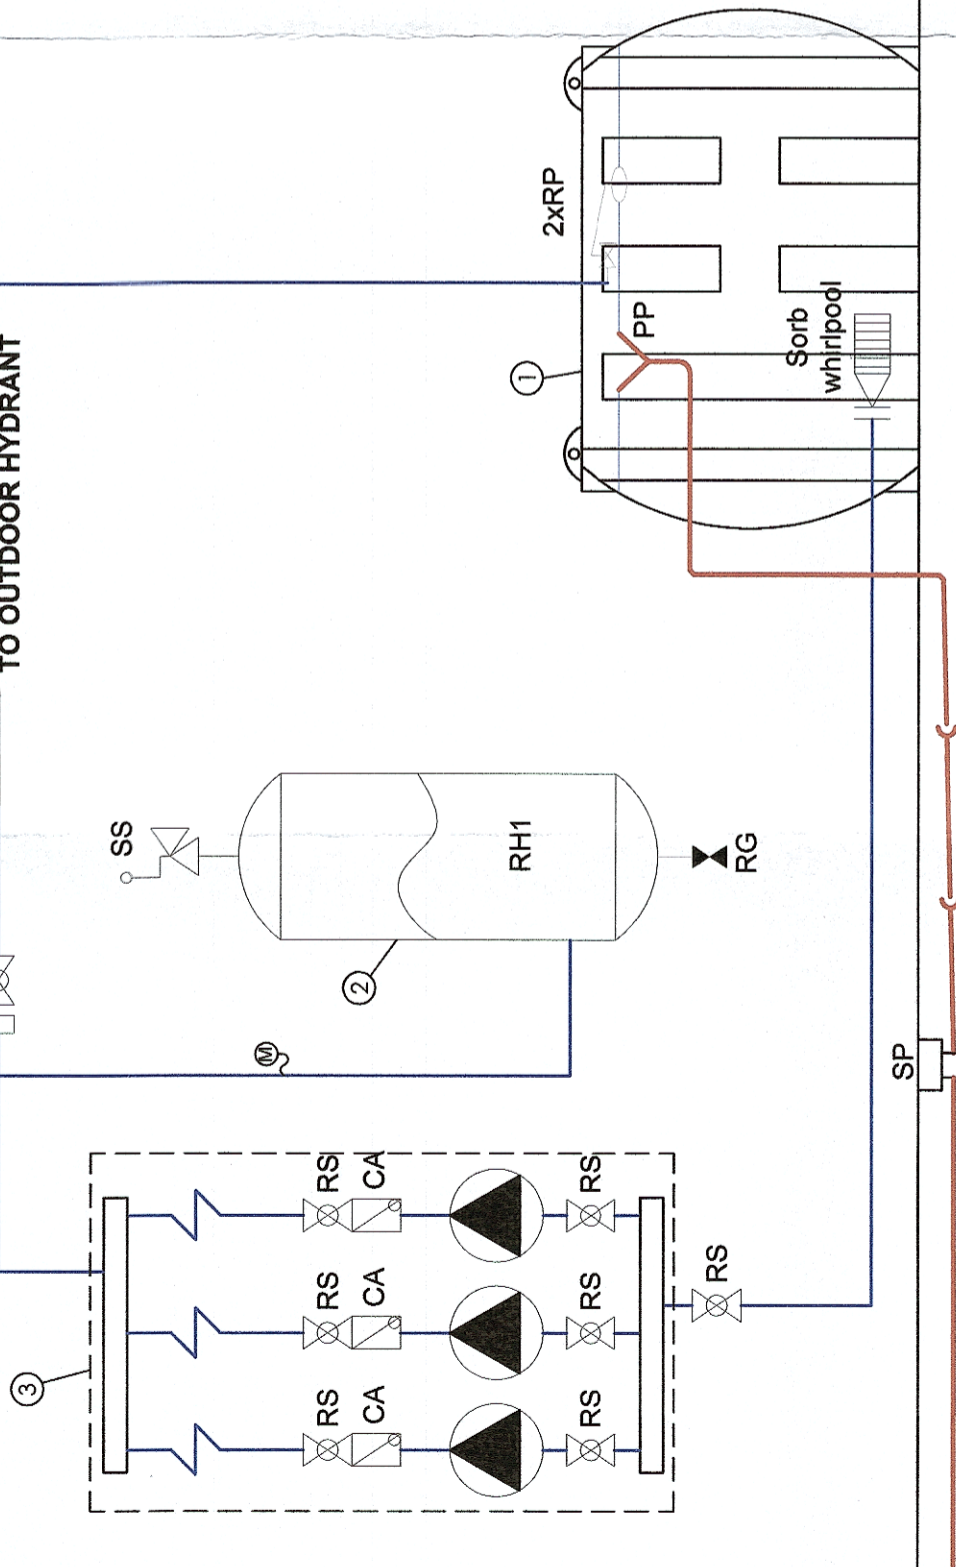 TO OUTDOOR HYDRANT
2xRP
1
PP
Sorb
whirlpool
SS
RH1
RG
2
M
SP
3
RS
CA
RS
CA
RS
CA
RS
RS
RS
RS